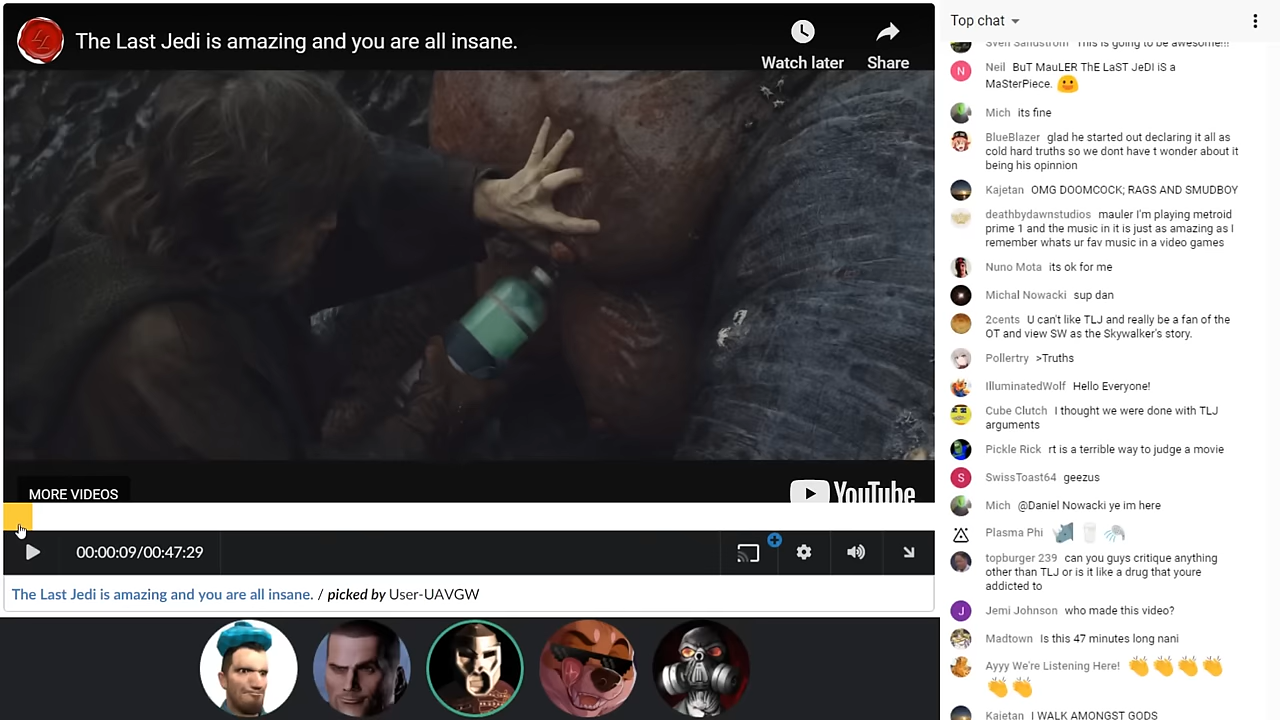 The Last Jedi is amazing and you are all insane.
Watch later
Share
MORE VIDEOS
YouTube
00:00:09/00:47:29
The Last Jedi is amazing and you are all insane. / picked by User-UAVGW
Top chat
Sven Sandstrom This is going to be awesome!!!
N
Neil BuT MauLER ThE LaST JeDI iS a
MaSterPiece.
Mich its fine
BlueBlazer glad he started out declaring it all as
cold hard truths so we dont have t wonder about it
being his opinnion
Kajetan OMG DOOMCOCK; RAGS AND SMUDBOY
deathbydawnstudios mauler I'm playing metroid
prime 1 and the music in it is just as amazing as I
remember whats ur fav music in a video games
Nuno Mota its ok for me
Michal Nowacki sup dan
2cents U can't like TLJ and really be a fan of the
OT and view SW as the Skywalker's story.
Pollertry >Truths
IlluminatedWolf Hello Everyone!
Cube Clutch I thought we were done with TLJ
arguments
Pickle Rick rt is a terrible way to judge a movie
S
SwissToast64 geezus
Mich @Daniel Nowacki ye im here
Plasma Phi
topburger 239 can you guys critique anything
other than TLJ or is it like a drug that youre
addicted to
J
Jemi Johnson who made this video?
Madtown Is this 47 minutes long nani
Ayyy We're Listening Here!
Kajetan I WALK AMONGST GODS